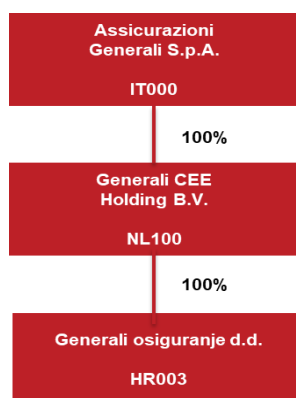 Assicurazioni
Generali S.p.A.
IT000
100%
Generali CEE
Holding B.V.
NL100
100%
Generali osiguranje d.d.
HR003